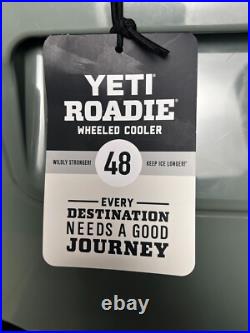 YETI®
ROADIE®
WHEELED COOLER
WILDLY STRONGER! 48 KEEP ICE LONGER!®
EVERY
DESTINATION
NEEDS A GOOD
JOURNEY